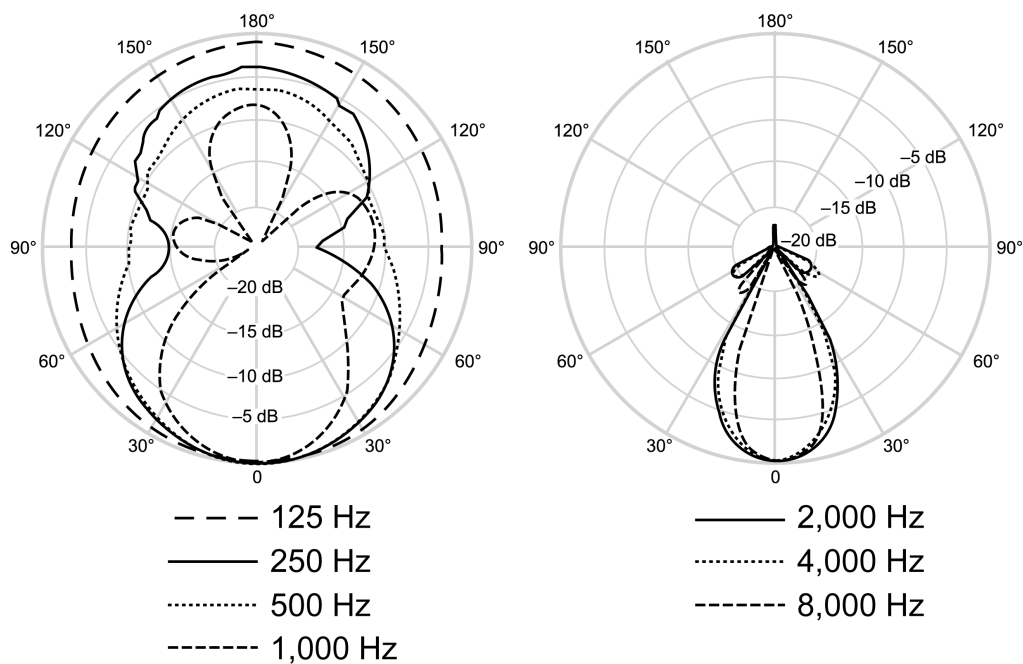 180°
150° 150°
120° 120°
90° 90°
–20 dB
–15 dB
60° 60°
–10 dB
–5 dB
30° 30°
0
125 Hz
250 Hz
500 Hz
1,000 Hz
180°
150° 150°
120° 120°
–5 dB
–10 dB
–15 dB
–20 dB
90° 90°
60° 60°
30° 30°
0
2,000 Hz
4,000 Hz
8,000 Hz